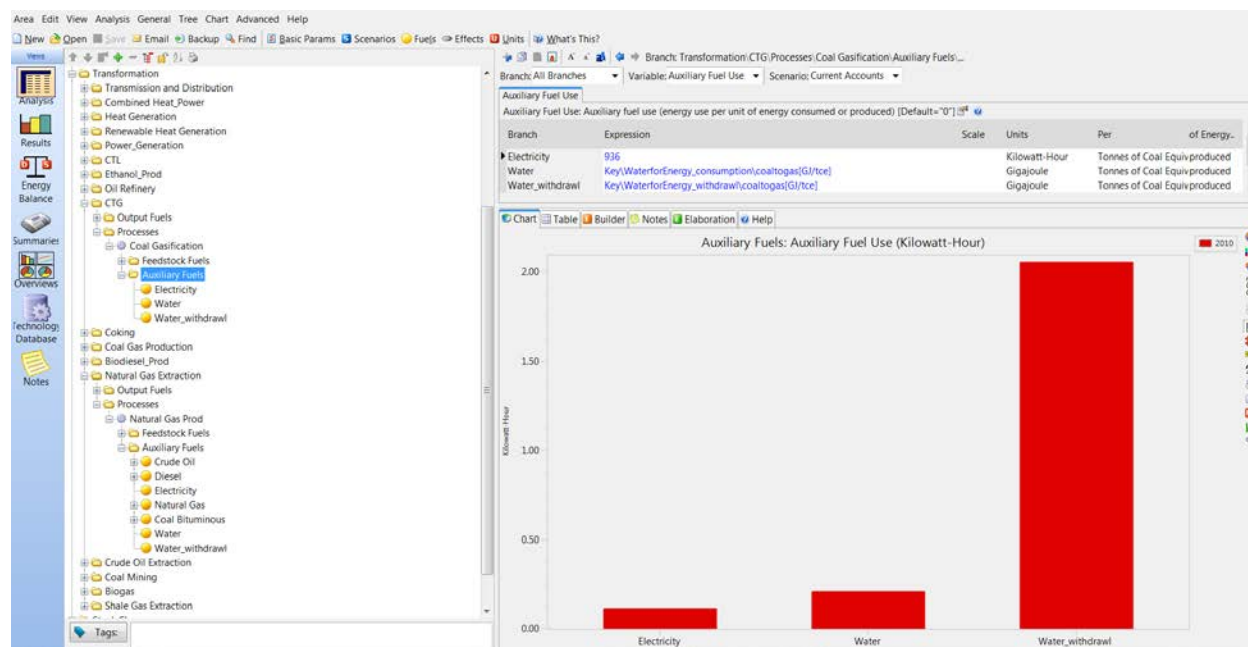 Area Edit View Analysis General Tree Chart Advanced Help
New Open Save Email Backup Find Basic Params Scenarios Fuels Effects Units What's This?
Views
Analysis
Results
Energy Balance
Summaries
Overviews
Technology Database
Notes
Transformation
Transmission and Distribution
Combined Heat_Power
Heat Generation
Renewable Heat Generation
Power_Generation
CTL
Ethanol_Prod
Oil Refinery
CTG
Output Fuels
Processes
Coal Gasification
Feedstock Fuels
Auxiliary Fuels
Electricity
Water
Water_withdrawl
Coking
Coal Gas Production
Biodiesel_Prod
Natural Gas Extraction
Output Fuels
Processes
Natural Gas Prod
Feedstock Fuels
Auxiliary Fuels
Crude Oil
Diesel
Electricity
Natural Gas
Coal Bituminous
Water
Water_withdrawl
Crude Oil Extraction
Coal Mining
Biogas
Shale Gas Extraction
Tags:
Branch: Transformation\CTG\Processes\Coal Gasification\Auxiliary Fuels\...
Branch: All Branches Variable: Auxiliary Fuel Use Scenario: Current Accounts
Auxiliary Fuel Use
Auxiliary Fuel Use: Auxiliary fuel use (energy use per unit of energy consumed or produced) [Default="0"]
Branch Expression Scale Units Per of Energy..
Electricity 936 Kilowatt-Hour Tonnes of Coal Equiv produced
Water Key\WaterforEnergy_consumption\coaltogas[GJ/tce] Gigajoule Tonnes of Coal Equiv produced
Water_withdrawl Key\WaterforEnergy_withdrawl\coaltogas[GJ/tce] Gigajoule Tonnes of Coal Equiv produced
Chart Table Builder Notes Elaboration Help
Auxiliary Fuels: Auxiliary Fuel Use (Kilowatt-Hour)
2010
Kilowatt-Hour
2.00
1.50
1.00
0.50
0.00
Electricity Water Water_withdrawl